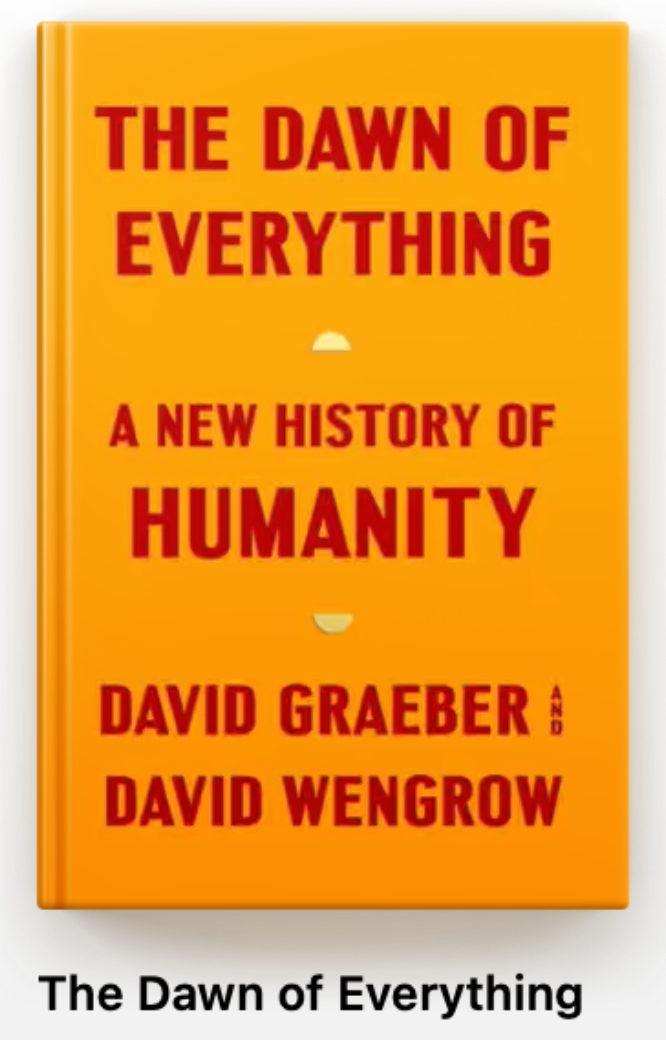 THE DAWN OF
EVERYTHING
A NEW HISTORY OF
HUMANITY
DAVID GRAEBER AND
DAVID WENGROW
The Dawn of Everything